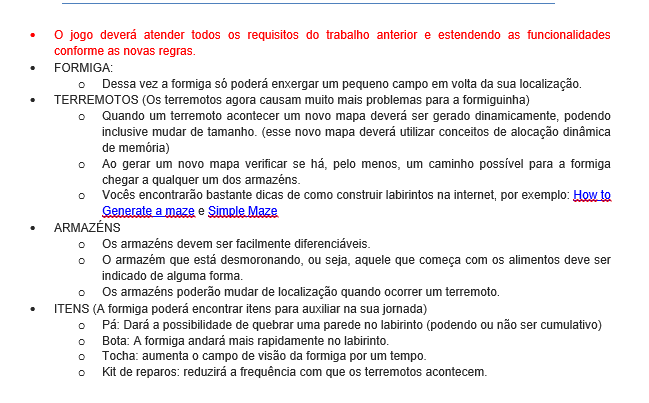 • O jogo deverá atender todos os requisitos do trabalho anterior e estendendo as funcionalidades
conforme as novas regras.
• FORMIGA:
o Dessa vez a formiga só poderá enxergar um pequeno campo em volta da sua localização.
• TERREMOTOS (Os terremotos agora causam muito mais problemas para a formiguinha)
o Quando um terremoto acontecer um novo mapa deverá ser gerado dinamicamente, podendo
inclusive mudar de tamanho. (esse novo mapa deverá utilizar conceitos de alocação dinâmica
de memória)
o Ao gerar um novo mapa verificar se há, pelo menos, um caminho possível para a formiga
chegar a qualquer um dos armazéns.
o Vocês encontrarão bastante dicas de como construir labirintos na internet, por exemplo: How to
Generate a maze e Simple Maze
• ARMAZÉNS
o Os armazéns devem ser facilmente diferenciáveis.
o O armazém que está desmoronando, ou seja, aquele que começa com os alimentos deve ser
indicado de alguma forma.
o Os armazéns poderão mudar de localização quando ocorrer um terremoto.
• ITENS (A formiga poderá encontrar itens para auxiliar na sua jornada)
o Pá: Dará a possibilidade de quebrar uma parede no labirinto (podendo ou não ser cumulativo)
o Bota: A formiga andará mais rapidamente no labirinto.
o Tocha: aumenta o campo de visão da formiga por um tempo.
o Kit de reparos: reduzirá a frequência com que os terremotos acontecem.